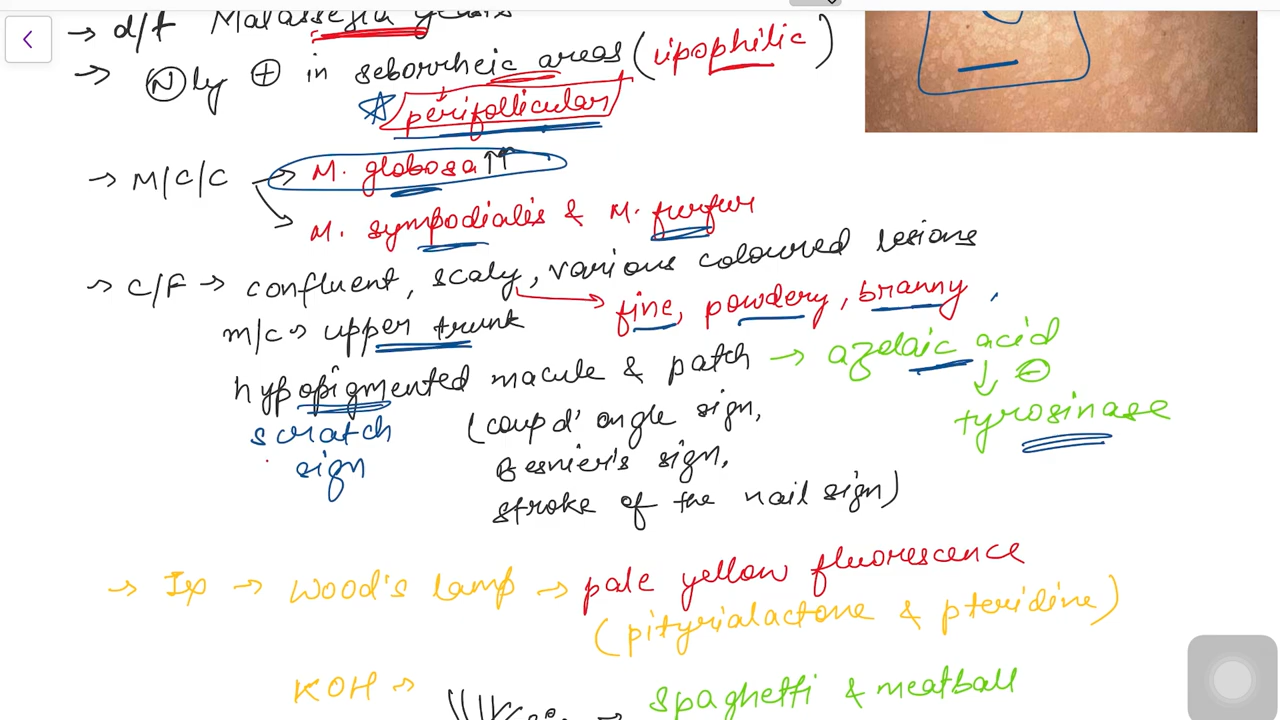 → d/t Malassezia yeasts
→ Ⓝly ⊕ in seborrheic areas (lipophilic)
☆ perifollicular
→ M/C/C → M. globosa ↑↑
→ M. sympodialis & M. furfur
→ C/F → confluent, scaly, various coloured lesions
→ fine, powdery, branny,
m/c → upper trunk
hypopigmented macule & patch → azelaic acid
↓ ⊖
tyrosinase
scratch sign
(coup d' ongle sign,
Besnier's sign,
stroke of the nail sign)
→ Ix → Wood's lamp → pale yellow fluorescence
(pityrialactone & pteridine)
KOH → → spaghetti & meatball